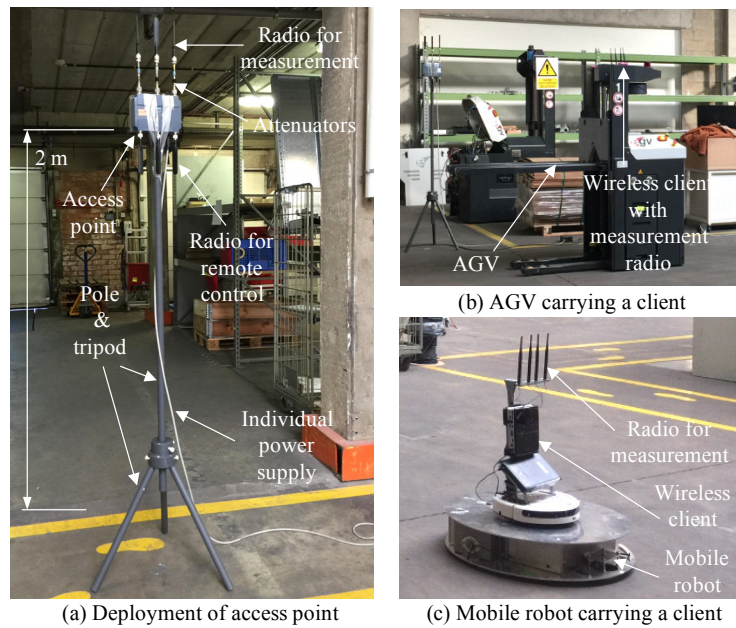 Radio for
measurement
Attenuators
2 m
Access
point
Radio for
remote
control
Pole
&
tripod
Individual
power
supply
(a) Deployment of access point
Wireless client
with
measurement
radio
AGV
(b) AGV carrying a client
Radio for
measurement
Wireless
client
Mobile
robot
(c) Mobile robot carrying a client